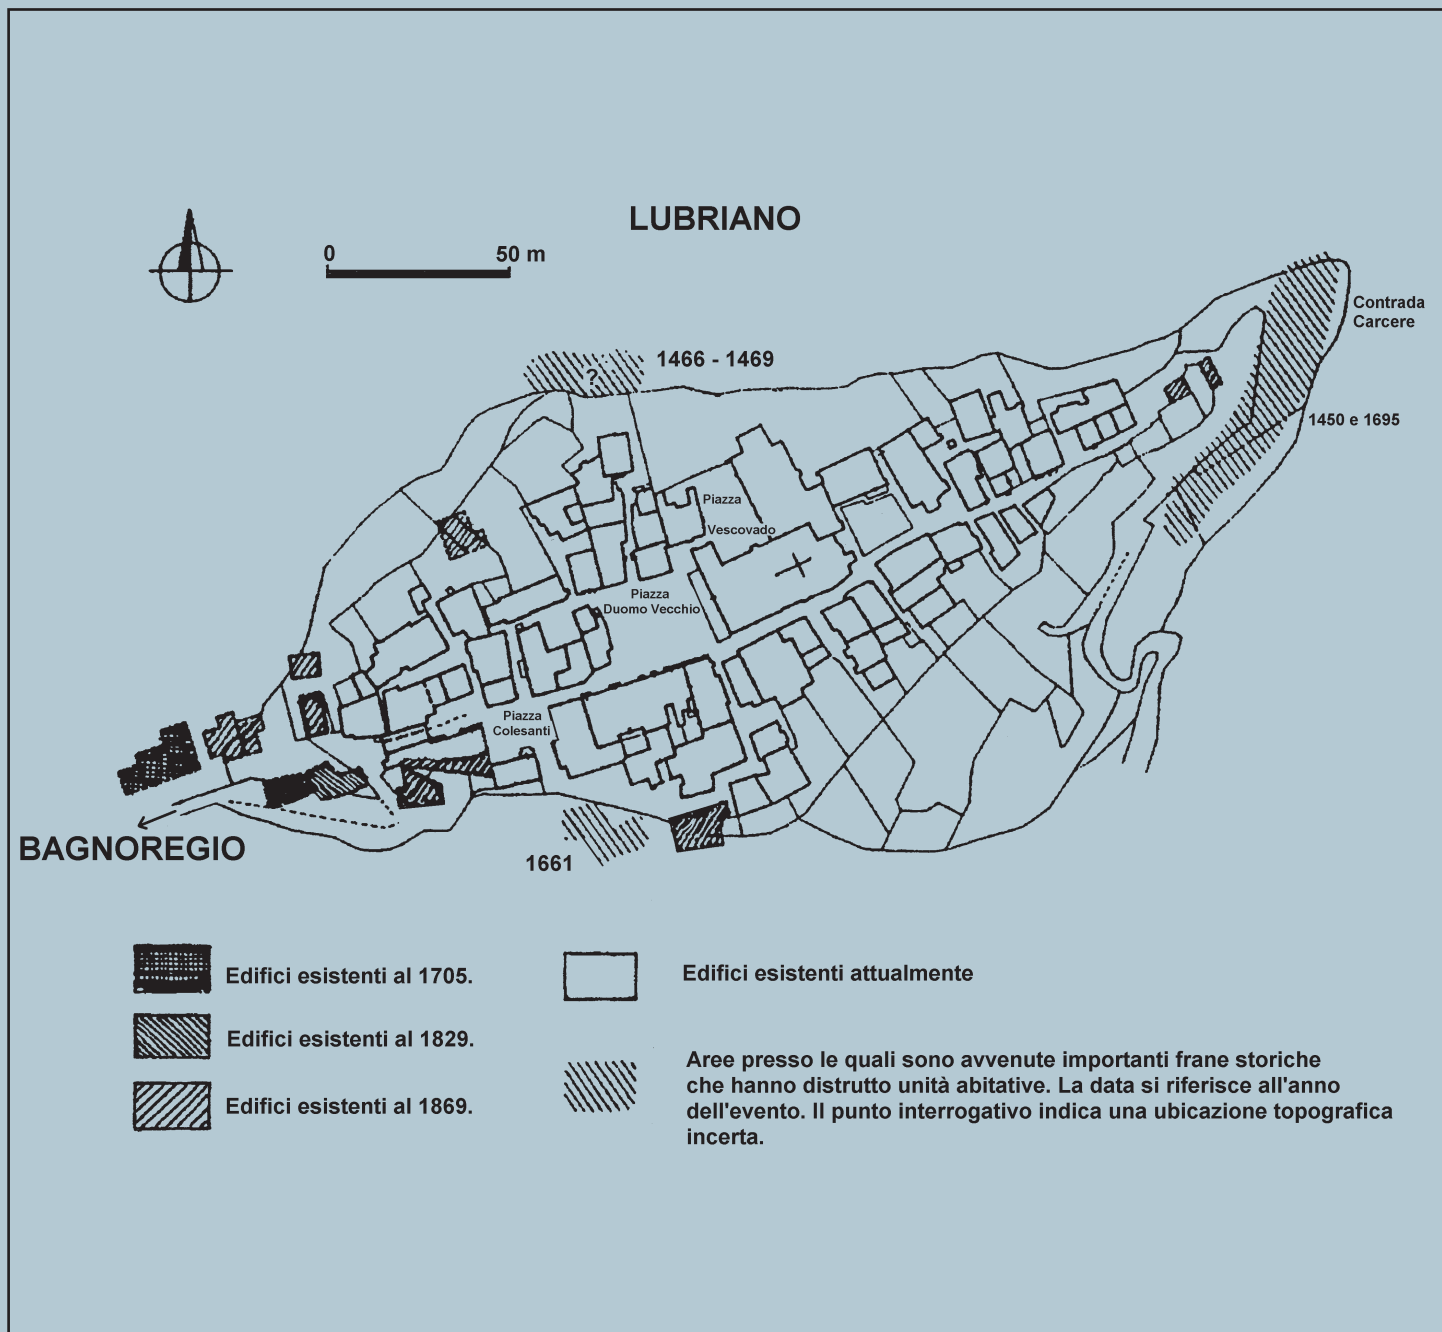 LUBRIANO
0 50 m
Contrada
Carcere
1466 - 1469
?
1450 e 1695
Piazza
Vescovado
Piazza
Duomo Vecchio
Piazza
Colesanti
BAGNOREGIO
1661
Edifici esistenti al 1705.
Edifici esistenti attualmente
Edifici esistenti al 1829.
Edifici esistenti al 1869.
Aree presso le quali sono avvenute importanti frane storiche
che hanno distrutto unità abitative. La data si riferisce all'anno
dell'evento. Il punto interrogativo indica una ubicazione topografica
incerta.